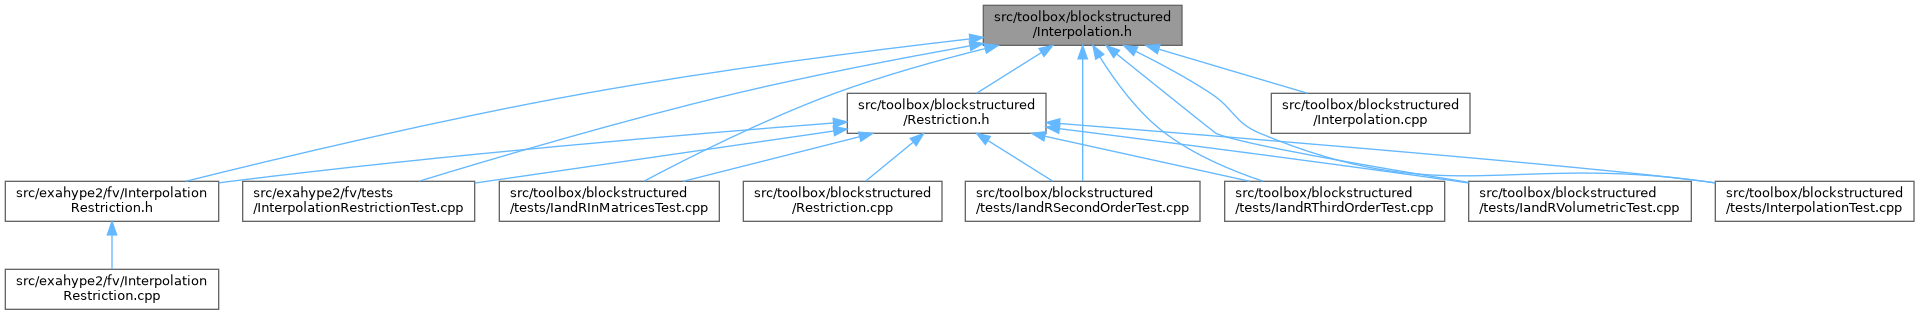 src/toolbox/blockstructured
/Interpolation.h
src/toolbox/blockstructured
/Restriction.h
src/toolbox/blockstructured
/Interpolation.cpp
src/exahype2/fv/Interpolation
Restriction.h
src/exahype2/fv/tests
/InterpolationRestrictionTest.cpp
src/toolbox/blockstructured
/tests/IandRInMatricesTest.cpp
src/toolbox/blockstructured
/Restriction.cpp
src/toolbox/blockstructured
/tests/IandRSecondOrderTest.cpp
src/toolbox/blockstructured
/tests/IandRThirdOrderTest.cpp
src/toolbox/blockstructured
/tests/IandRVolumetricTest.cpp
src/toolbox/blockstructured
/tests/InterpolationTest.cpp
src/exahype2/fv/Interpolation
Restriction.cpp